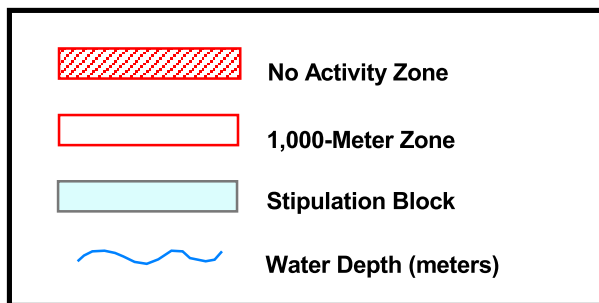 No Activity Zone
1,000-Meter Zone
Stipulation Block
Water Depth (meters)